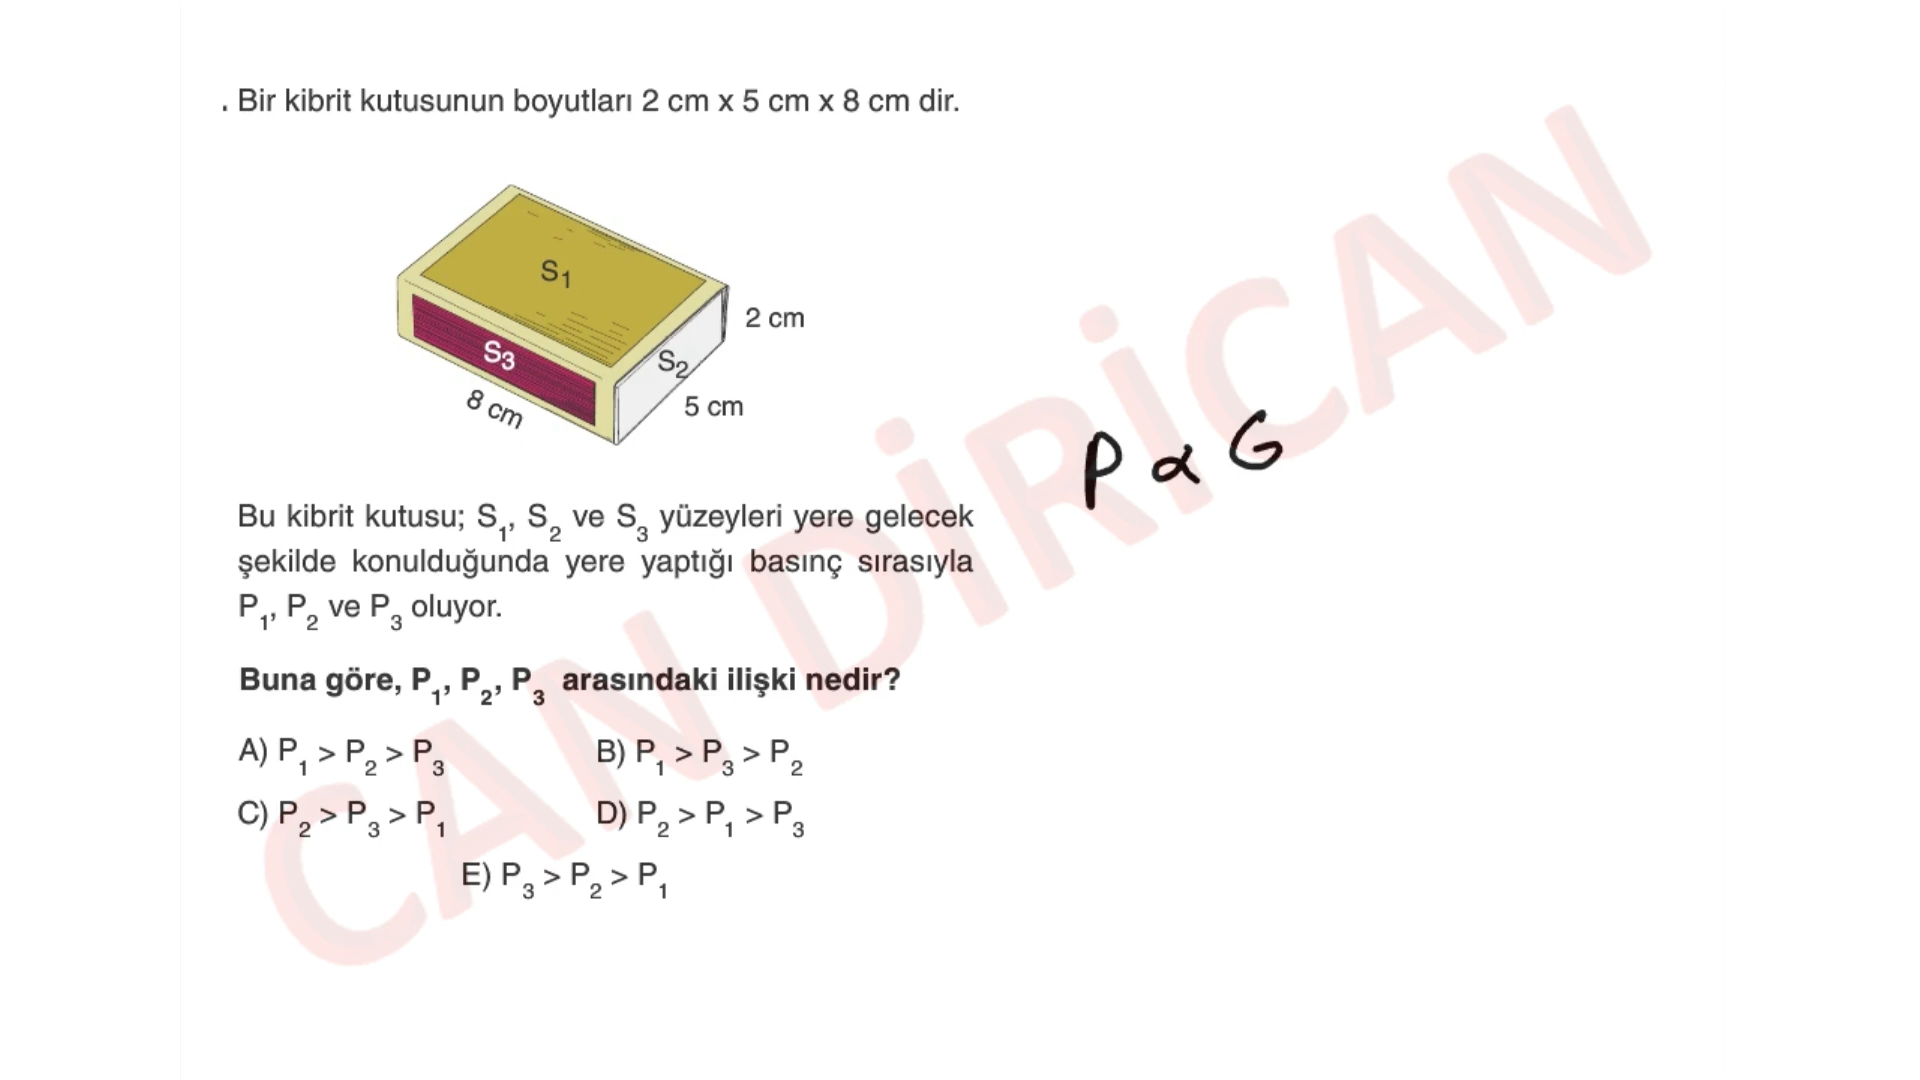 . Bir kibrit kutusunun boyutları 2 cm x 5 cm x 8 cm dir.
S1
2 cm
S3
S2
8 cm
5 cm
P α G
Bu kibrit kutusu; S₁, S₂ ve S₃ yüzeyleri yere gelecek
şekilde konulduğunda yere yaptığı basınç sırasıyla
P₁, P₂ ve P₃ oluyor.
Buna göre, P₁, P₂, P₃ arasındaki ilişki nedir?
A) P₁ > P₂ > P₃ B) P₁ > P₃ > P₂
C) P₂ > P₃ > P₁ D) P₂ > P₁ > P₃
E) P₃ > P₂ > P₁
CAN DİRİCAN